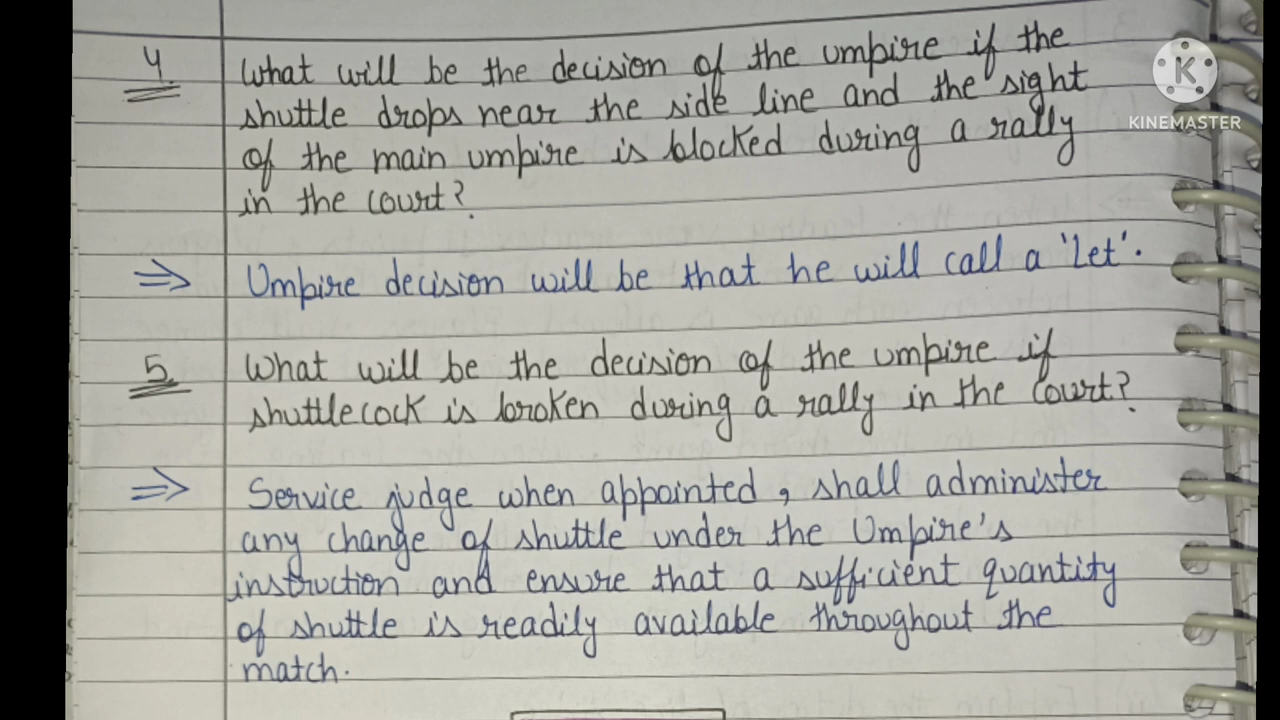 4. What will be the decision of the umpire if the
shuttle drops near the side line and the sight
of the main umpire is blocked during a rally
in the court?
⇒ Umpire decision will be that he will call a 'Let'.
5. What will be the decision of the umpire if
shuttlecock is broken during a rally in the court?
⇒ Service judge when appointed, shall administer
any change of shuttle under the Umpire's
instruction and ensure that a sufficient quantity
of shuttle is readily available throughout the
match.
K
KINEMASTER